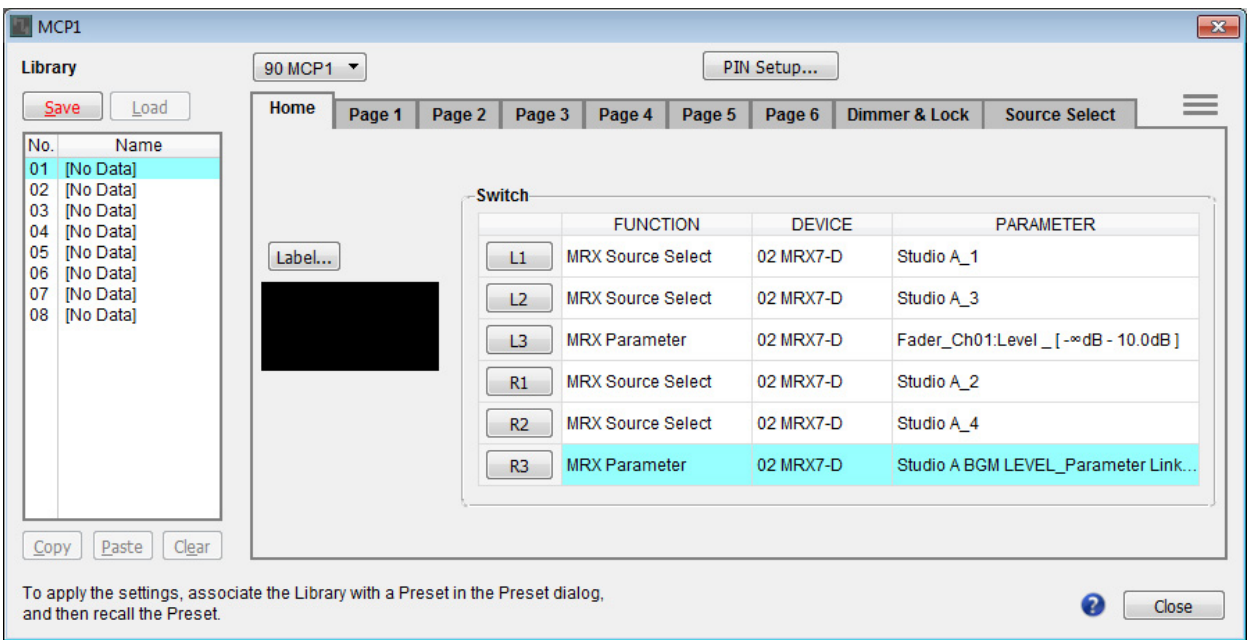 MCP1
Library
90 MCP1
PIN Setup...
Save Load
Home Page 1 Page 2 Page 3 Page 4 Page 5 Page 6 Dimmer & Lock Source Select
No. Name
01 [No Data]
02 [No Data]
03 [No Data]
04 [No Data]
05 [No Data]
06 [No Data]
07 [No Data]
08 [No Data]
Copy Paste Clear
Label...
Switch
FUNCTION DEVICE PARAMETER
L1 MRX Source Select 02 MRX7-D Studio A_1
L2 MRX Source Select 02 MRX7-D Studio A_3
L3 MRX Parameter 02 MRX7-D Fader_Ch01:Level _ [ -∞dB - 10.0dB ]
R1 MRX Source Select 02 MRX7-D Studio A_2
R2 MRX Source Select 02 MRX7-D Studio A_4
R3 MRX Parameter 02 MRX7-D Studio A BGM LEVEL_Parameter Link...
To apply the settings, associate the Library with a Preset in the Preset dialog,
and then recall the Preset.
? Close